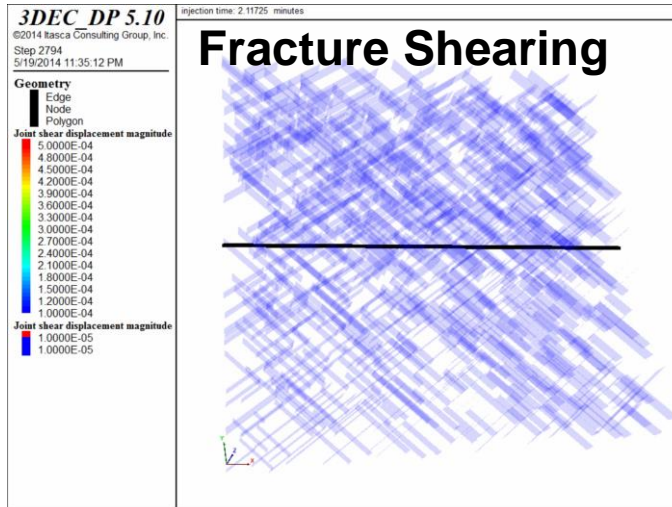 3DEC_DP 5.10
©2014 Itasca Consulting Group, Inc.
Step 2794
5/19/2014 11:35:12 PM
Geometry
Edge
Node
Polygon
Joint shear displacement magnitude
5.0000E-04
4.8000E-04
4.5000E-04
4.2000E-04
3.9000E-04
3.6000E-04
3.3000E-04
3.0000E-04
2.7000E-04
2.4000E-04
2.1000E-04
1.8000E-04
1.5000E-04
1.2000E-04
1.0000E-04
Joint shear displacement magnitude
1.0000E-05
1.0000E-05
injection time: 2.11725 minutes
Fracture Shearing
Y
Z
X